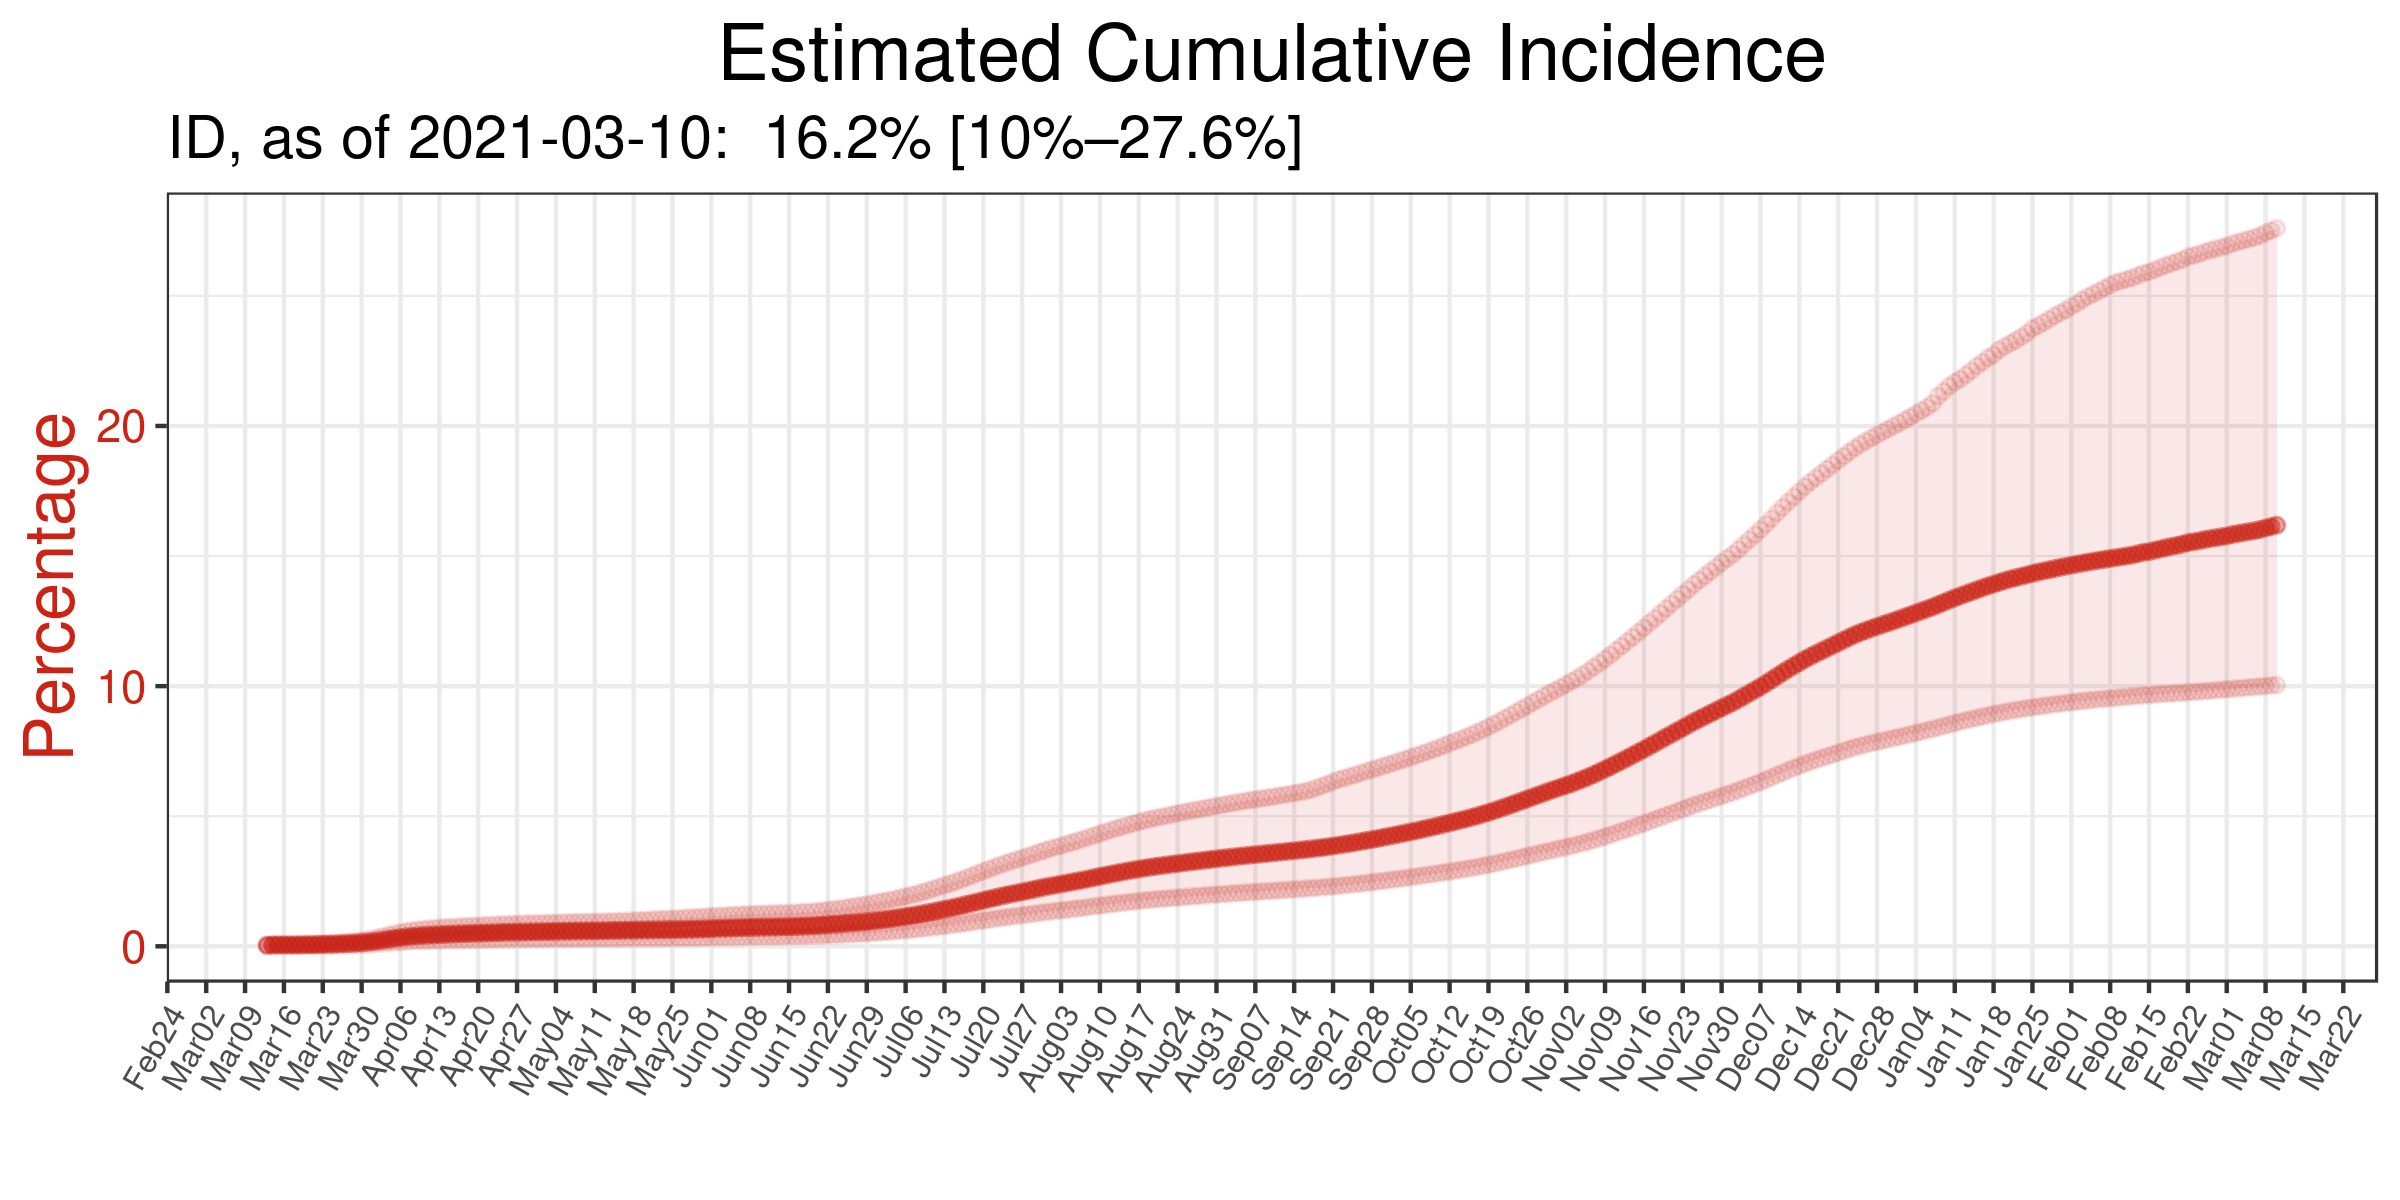 Estimated Cumulative Incidence
ID, as of 2021-03-10:  16.2% [10%–27.6%]
Percentage
20
10
0
Feb24
Mar02
Mar09
Mar16
Mar23
Mar30
Apr06
Apr13
Apr20
Apr27
May04
May11
May18
May25
Jun01
Jun08
Jun15
Jun22
Jun29
Jul06
Jul13
Jul20
Jul27
Aug03
Aug10
Aug17
Aug24
Aug31
Sep07
Sep14
Sep21
Sep28
Oct05
Oct12
Oct19
Oct26
Nov02
Nov09
Nov16
Nov23
Nov30
Dec07
Dec14
Dec21
Dec28
Jan04
Jan11
Jan18
Jan25
Feb01
Feb08
Feb15
Feb22
Mar01
Mar08
Mar15
Mar22